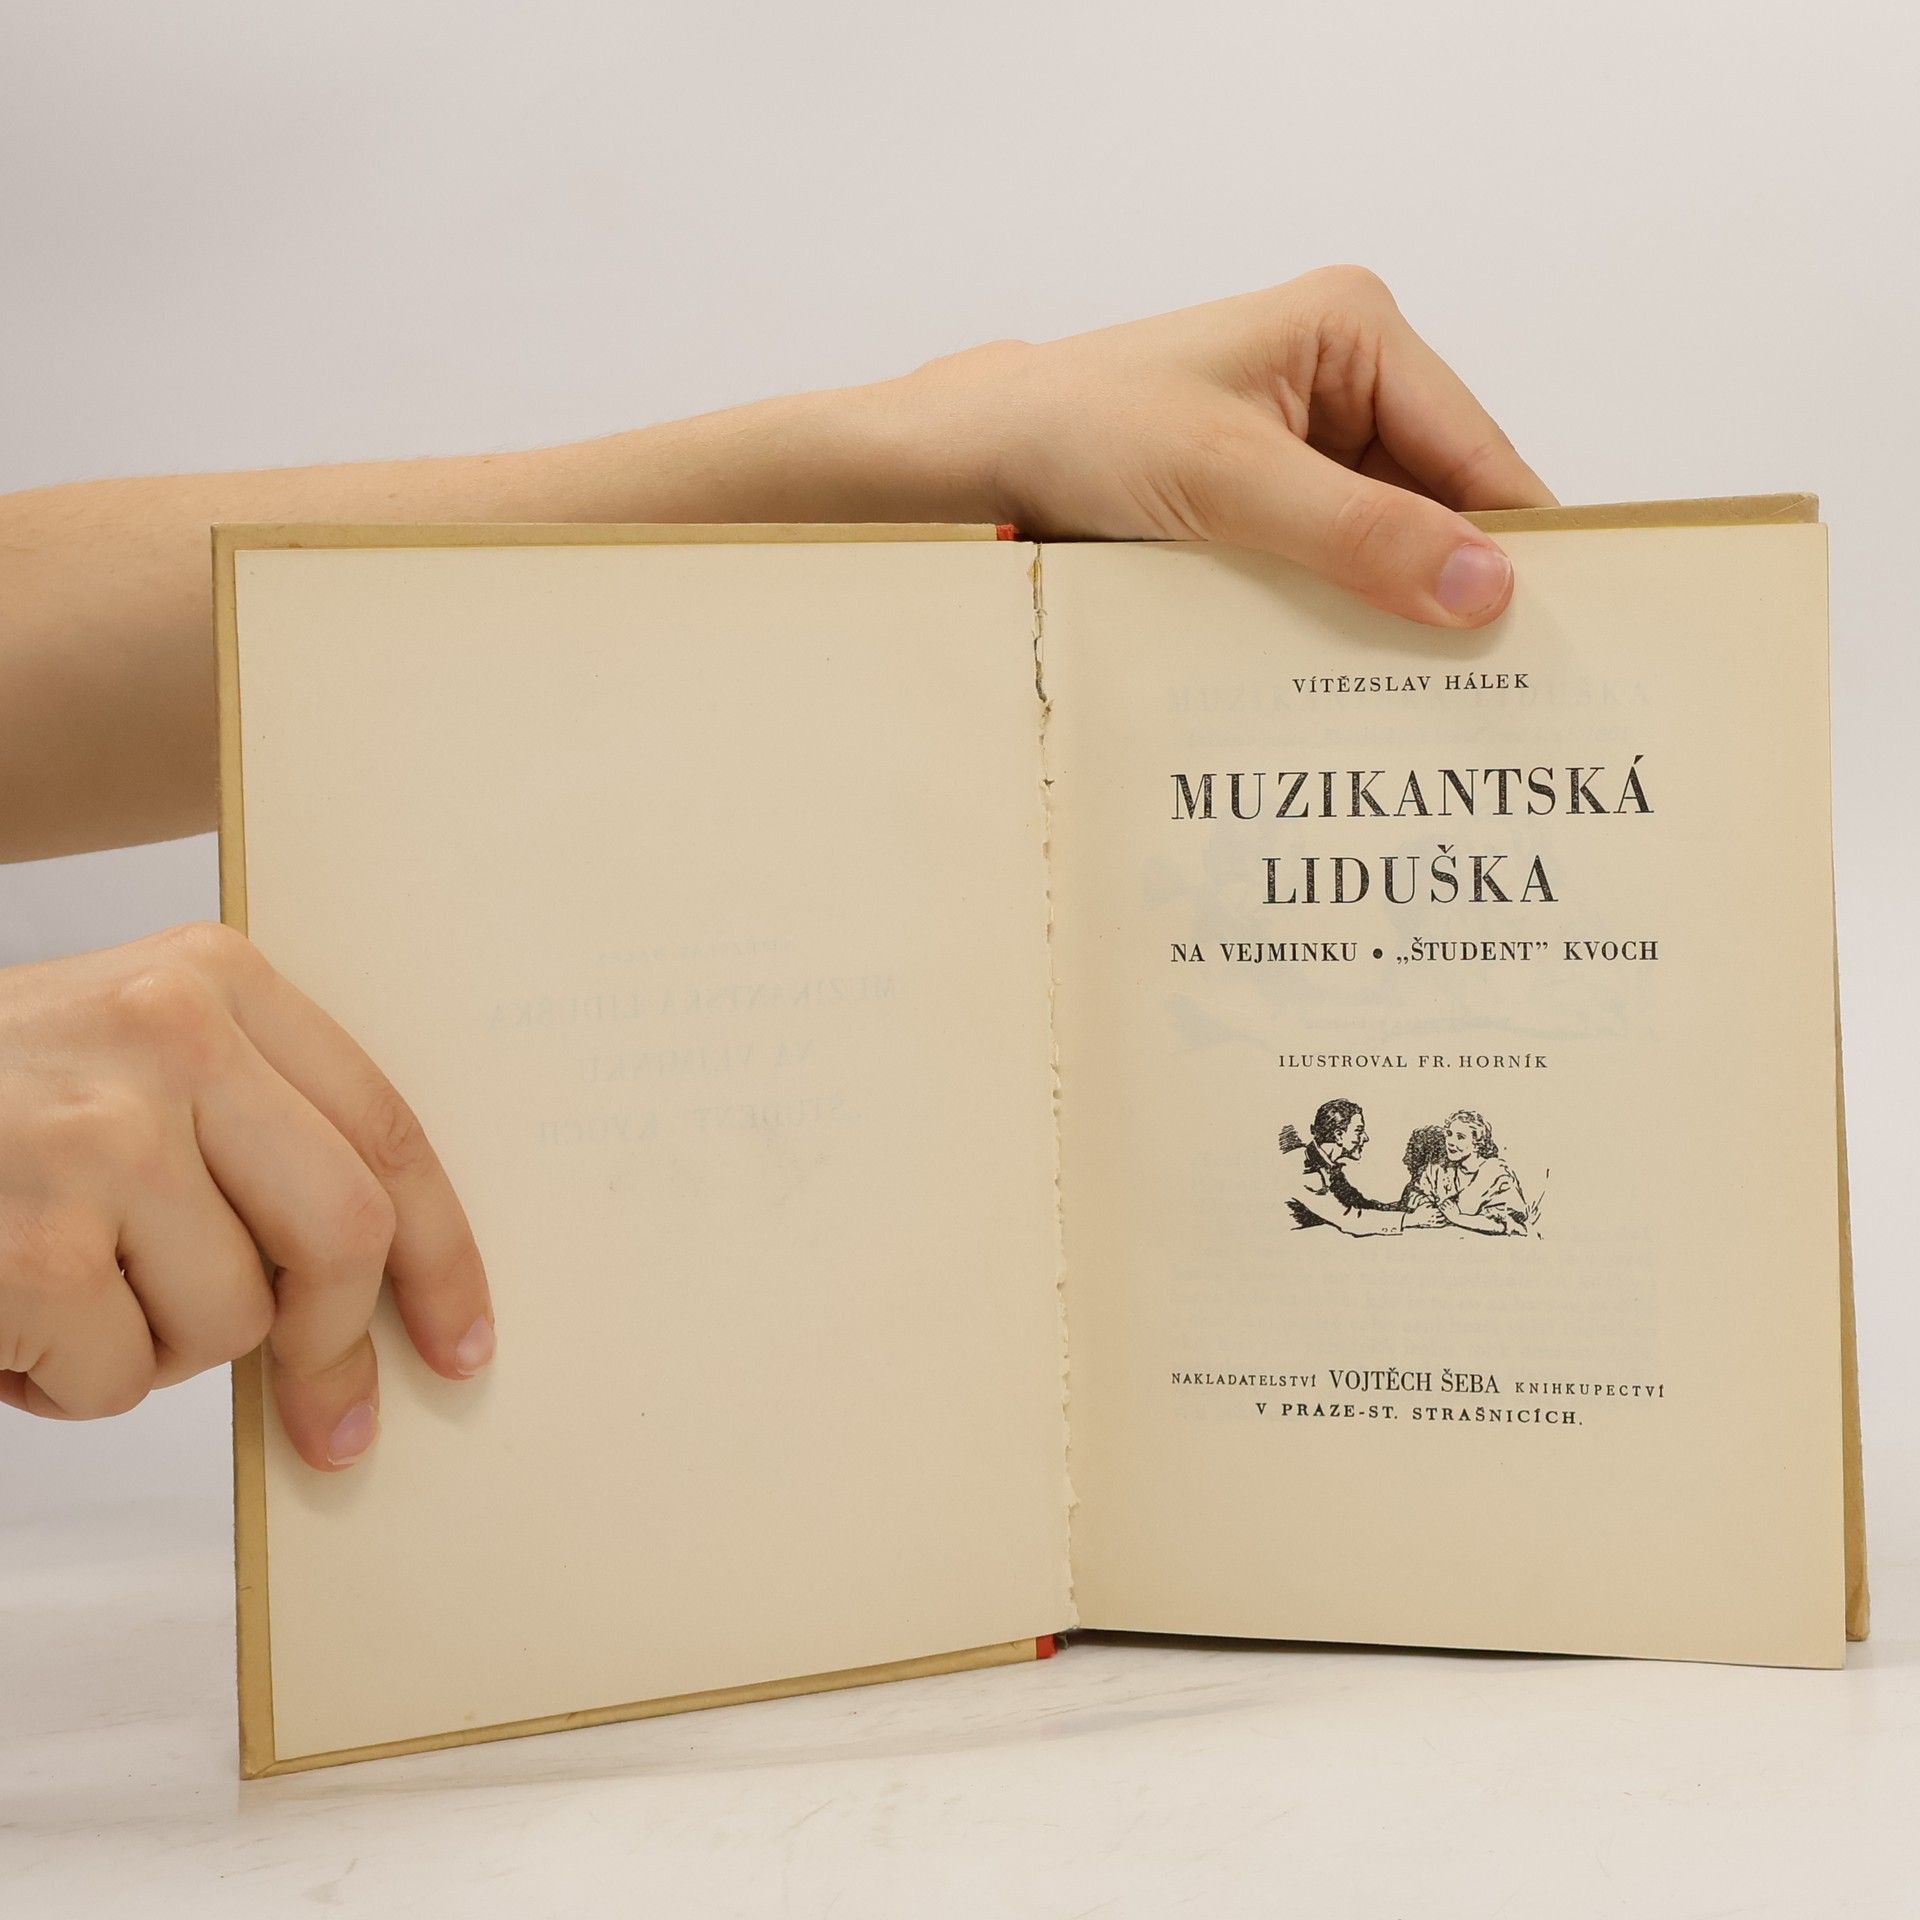 VÍTĚZSLAV HÁLEK
MUZIKANTSKÁ
LIDUŠKA
NA VEJMINKU • „ŠTUDENT” KVOCH
ILUSTROVAL FR. HORNÍK
NAKLADATELSTVÍ VOJTĚCH ŠEBA KNIHKUPECTVÍ
V PRAZE-ST. STRAŠNICÍCH.